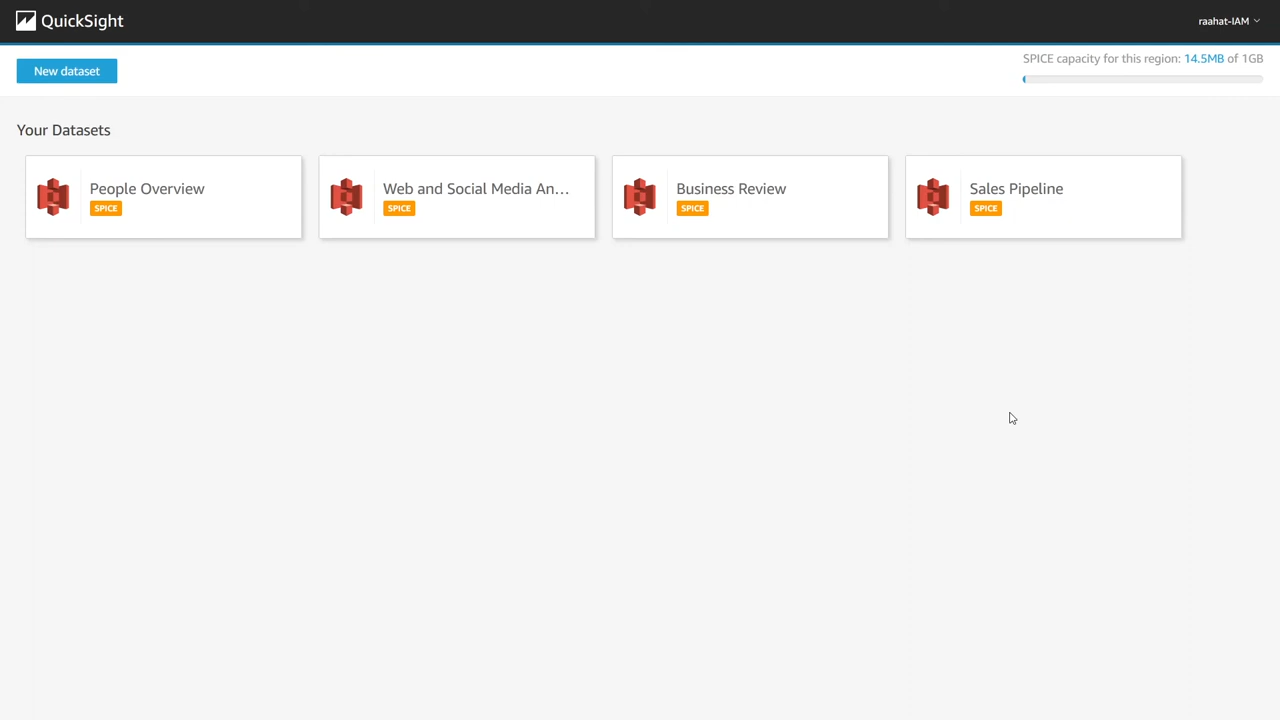 QuickSight
raahat-IAM
New dataset
SPICE capacity for this region: 14.5MB of 1GB
Your Datasets
People Overview
SPICE
Web and Social Media An...
SPICE
Business Review
SPICE
Sales Pipeline
SPICE